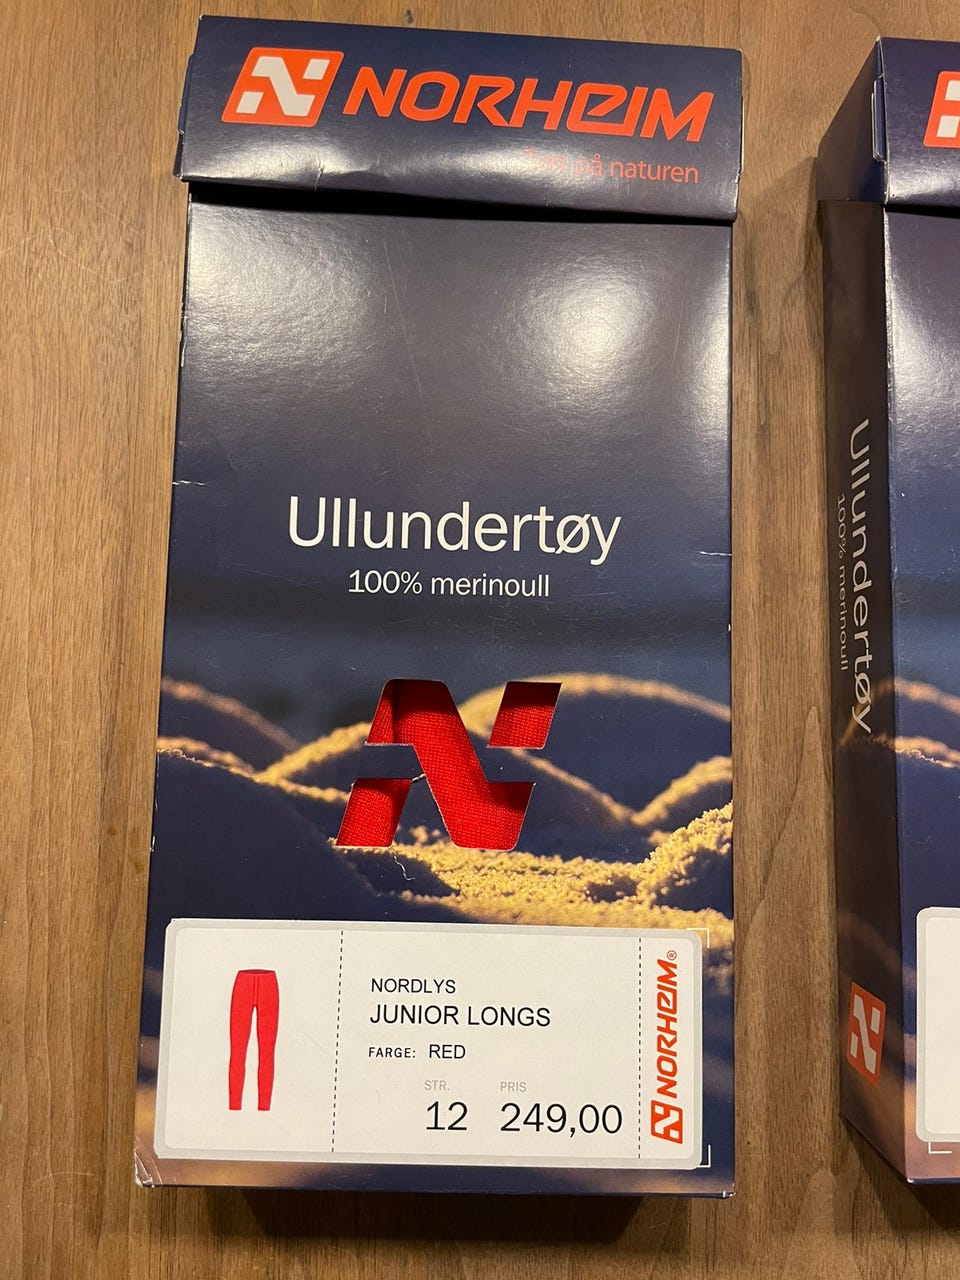 NORHEIM
Tett på naturen
Ullundertøy
100% merinoull
NORDLYS
JUNIOR LONGS
FARGE: RED
STR. PRIS
12 249,00
NORHEIM®
Ullundertøy
100% merinoull